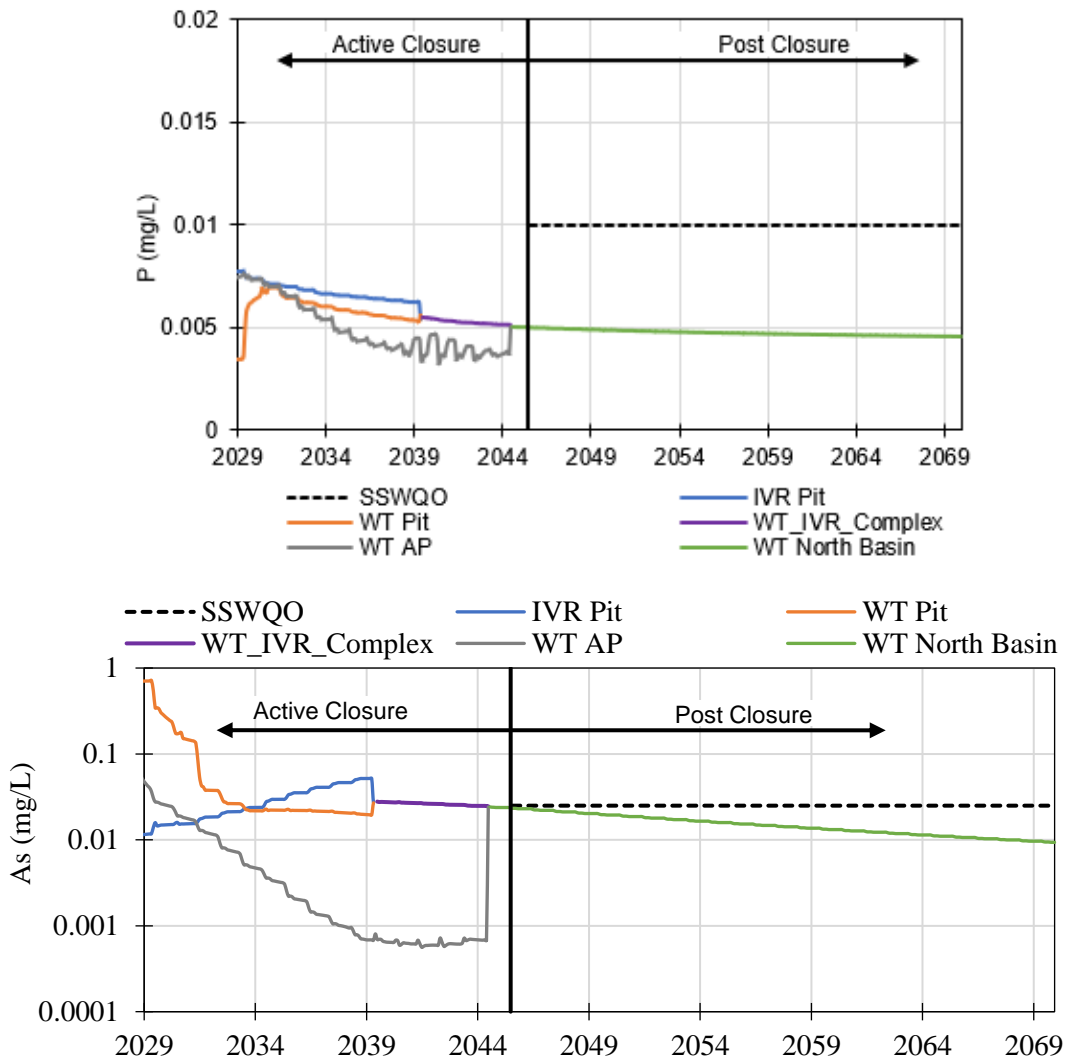 0.02
Active Closure Post Closure
0.015
P (mg/L)
0.01
0.005
0
2029 2034 2039 2044 2049 2054 2059 2064 2069
SSWQO IVR Pit
WT Pit WT_IVR_Complex
WT AP WT North Basin
SSWQO IVR Pit WT Pit
WT_IVR_Complex WT AP WT North Basin
1
Active Closure Post Closure
0.1
As (mg/L)
0.01
0.001
0.0001
2029 2034 2039 2044 2049 2054 2059 2064 2069